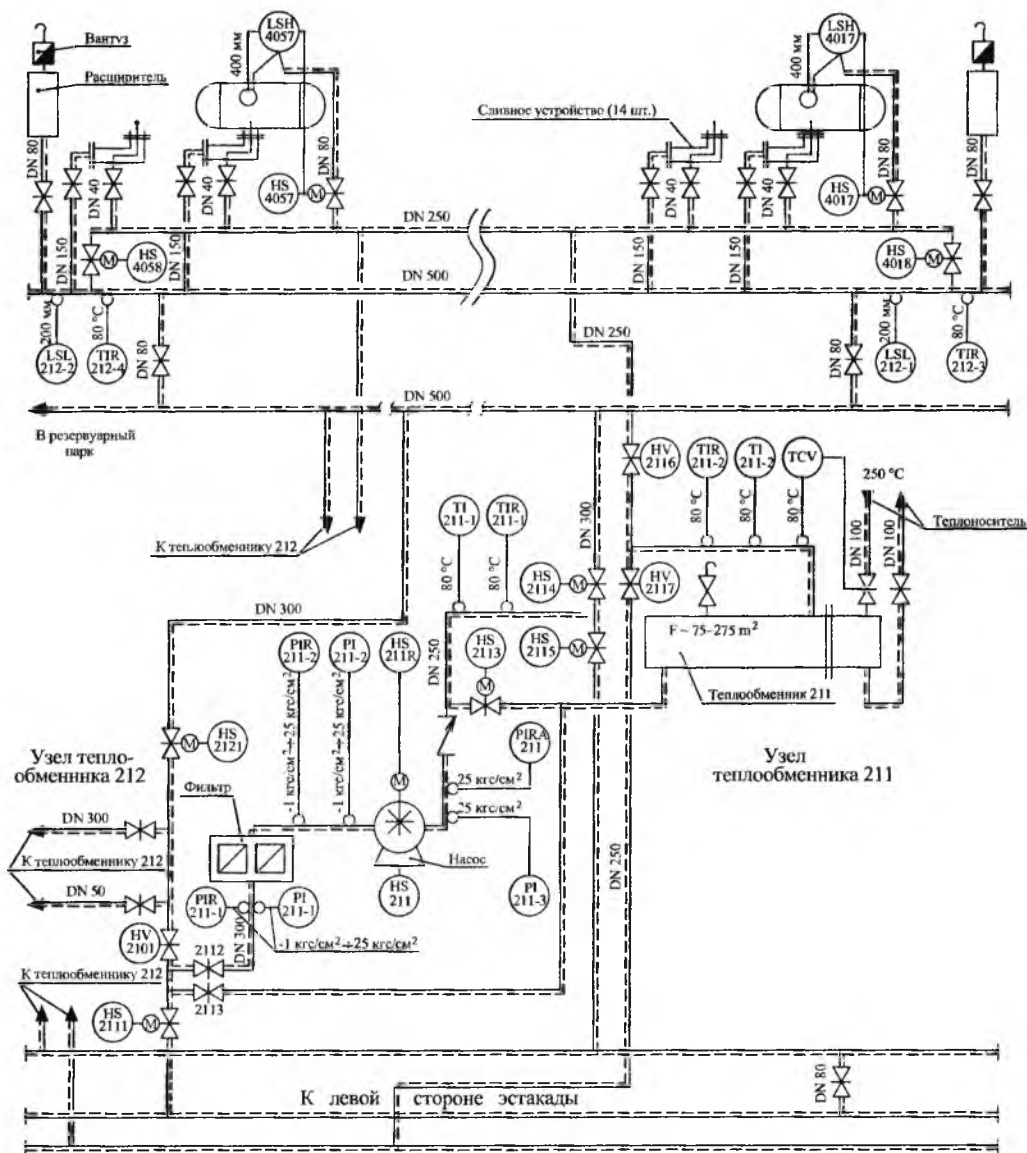 LSH
4057
LSH
4017
Вантуз
400 мм
400 мм
Расширитель
Сливное устройство (14 шт.)
DN 80
DN 40
DN 40
DN 80
HS
4057
M
DN 40
DN 40
DN 80
HS
4017
M
DN 80
DN 250
DN 150
M
HS
4058
DN 150
DN 150
DN 150
HS
4018
M
DN 500
DN 250
200 мм
80 °C
LSL
212-2
TIR
212-4
DN 80
DN 80
200 мм
80 °C
LSL
212-1
TIR
212-3
DN 500
В резервуарный
парк
HV
2116
TIR
211-2
TI
211-2
TCV
250 °C
TI
211-1
TIR
211-1
DN 300
80 °C
80 °C
80 °C
Теплоноситель
К теплообменнику 212
DN 100
DN 100
80 °C
80 °C
HS
2114
M
HV
2117
DN 300
PIR
211-2
PI
211-2
HS
211R
DN 250
HS
2113
M
HS
2115
M
F ~ 75–275 m²
Теплообменник 211
-1 кгс/см²÷25 кгс/см²
-1 кгс/см²÷25 кгс/см²
M
HS
2121
PIRA
211
Узел тепло-
обменника 212
Узел
теплообменника 211
M
25 кгс/см²
25 кгс/см²
Фильтр
DN 300
Насос
К теплообменнику 212
DN 250
HS
211
PI
211-3
DN 50
PIR
211-1
PI
211-1
HV
2101
DN 300
-1 кгс/см²÷25 кгс/см²
2112
К теплообменнику 212
2113
HS
2111
M
DN 80
К левой стороне эстакады